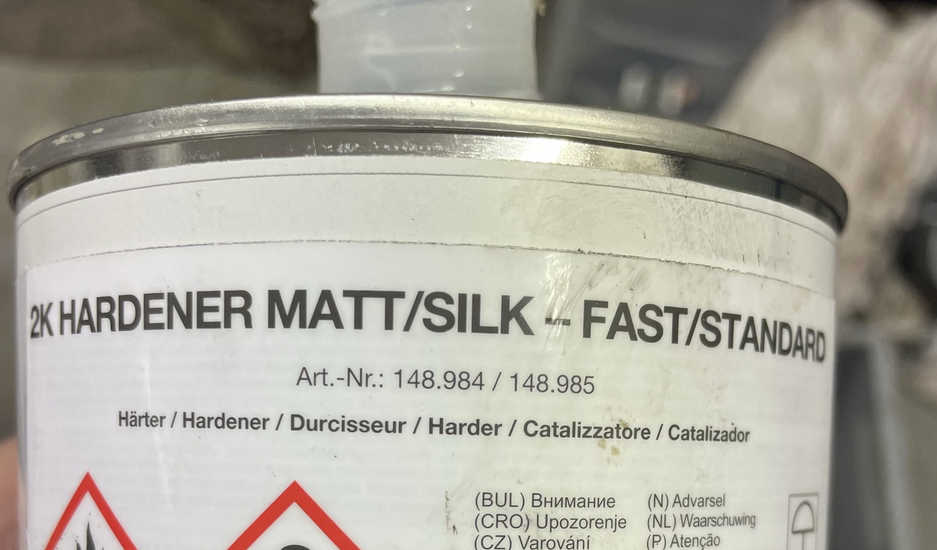 2K HARDENER MATT/SILK – FAST/STANDARD
Art.-Nr.: 148.984 / 148.985
Härter / Hardener / Durcisseur / Harder / Catalizzatore / Catalizador
(BUL) Внимание
(CRO) Upozorenje
(CZ) Varování
(N) Advarsel
(NL) Waarschuwing
(P) Atenção